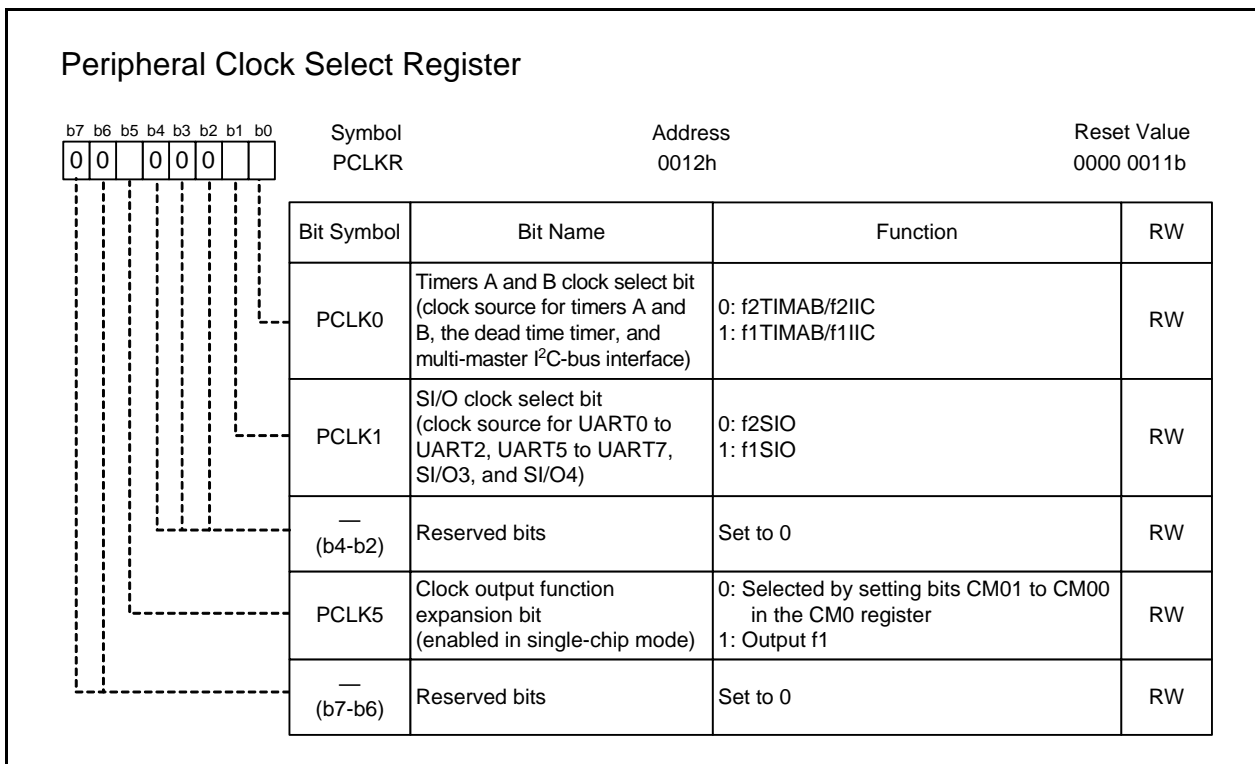 Peripheral Clock Select Register
b7 b6 b5 b4 b3 b2 b1 b0
0 0 0 0 0
Symbol
PCLKR
Address
0012h
Reset Value
0000 0011b
Bit Symbol Bit Name Function RW
PCLK0
Timers A and B clock select bit
(clock source for timers A and
B, the dead time timer, and
multi-master I²C-bus interface)
0: f2TIMAB/f2IIC
1: f1TIMAB/f1IIC
RW
PCLK1
SI/O clock select bit
(clock source for UART0 to
UART2, UART5 to UART7,
SI/O3, and SI/O4)
0: f2SIO
1: f1SIO
RW
—
(b4-b2)
Reserved bits
Set to 0
RW
PCLK5
Clock output function
expansion bit
(enabled in single-chip mode)
0: Selected by setting bits CM01 to CM00
in the CM0 register
1: Output f1
RW
—
(b7-b6)
Reserved bits
Set to 0
RW